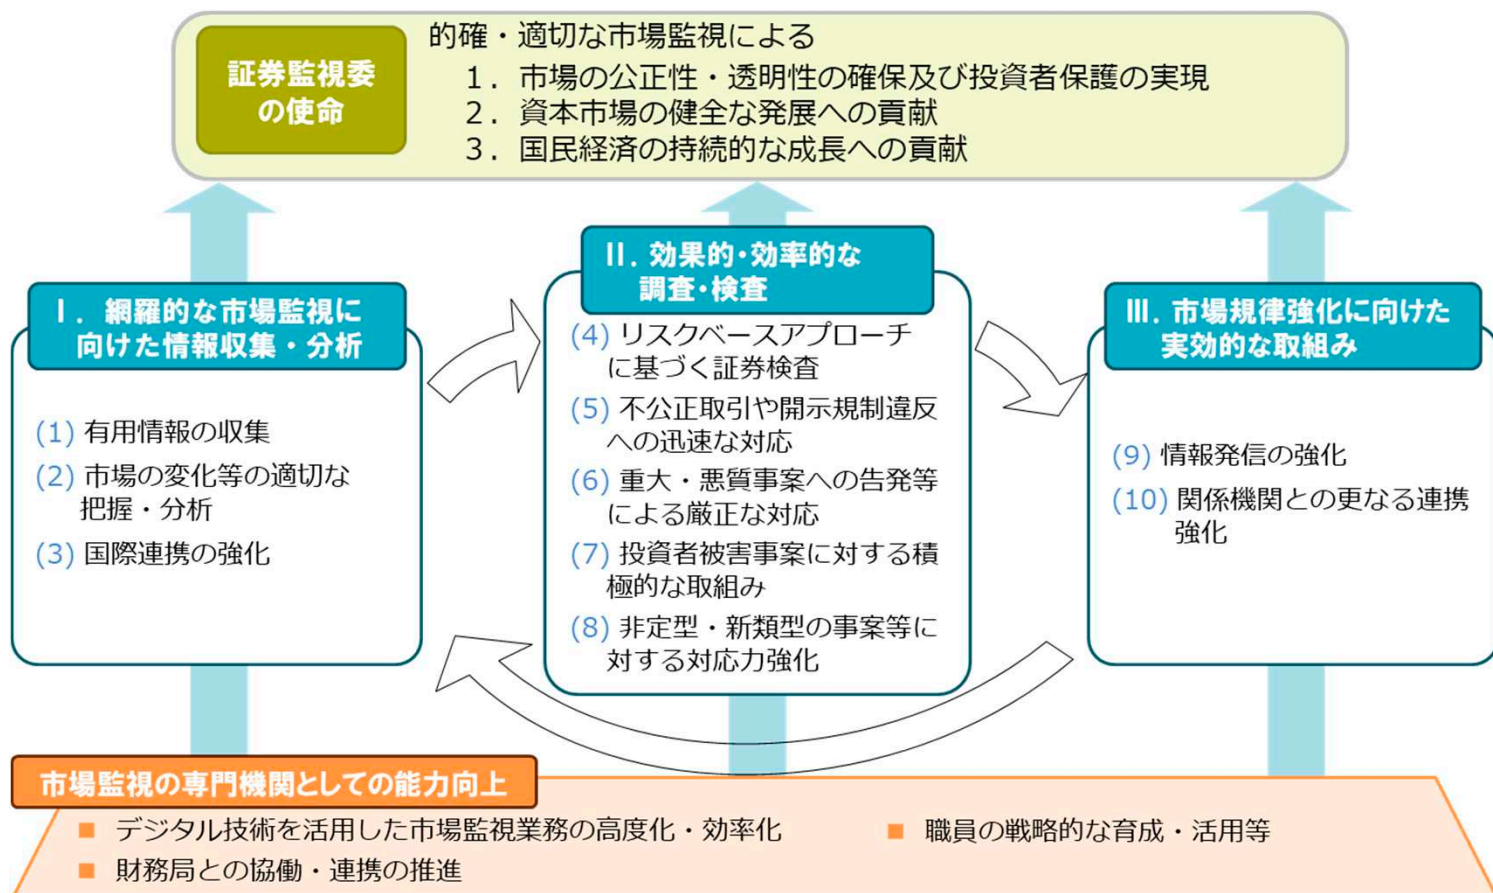 証券監視委
の使命
的確・適切な市場監視による
1．市場の公正性・透明性の確保及び投資者保護の実現
2．資本市場の健全な発展への貢献
3．国民経済の持続的な成長への貢献
Ⅰ．網羅的な市場監視に
向けた情報収集・分析
(1) 有用情報の収集
(2) 市場の変化等の適切な
把握・分析
(3) 国際連携の強化
Ⅱ．効果的・効率的な
調査・検査
(4) リスクベースアプローチ
に基づく証券検査
(5) 不公正取引や開示規制違反
への迅速な対応
(6) 重大・悪質事案への告発等
による厳正な対応
(7) 投資者被害事案に対する積
極的な取組み
(8) 非定型・新類型の事案等に
対する対応力強化
Ⅲ．市場規律強化に向けた
実効的な取組み
(9) 情報発信の強化
(10) 関係機関との更なる連携
強化
市場監視の専門機関としての能力向上
■ デジタル技術を活用した市場監視業務の高度化・効率化
■ 財務局との協働・連携の推進
■ 職員の戦略的な育成・活用等